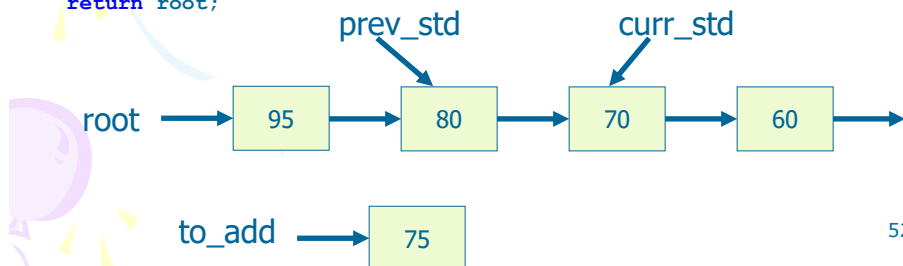 return root;
prev_std curr_std
root 95 80 70 60
to_add 75
52